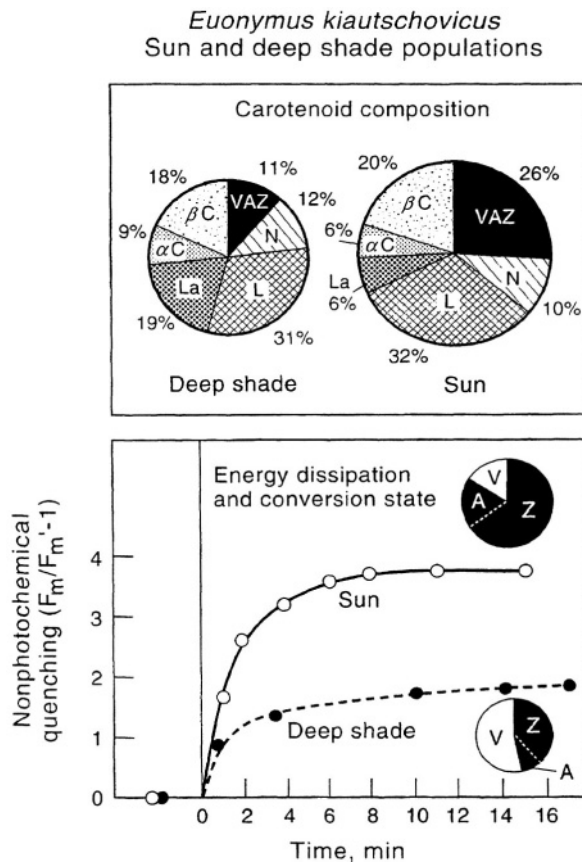 Euonymus kiautschovicus
Sun and deep shade populations
Carotenoid composition
18%
11%
12%
9%
19%
31%
βC
VAZ
N
αC
La
L
Deep shade
20%
26%
6%
La
6%
10%
32%
βC
VAZ
αC
N
L
Sun
Energy dissipation
and conversion state
V
A
Z
Sun
Deep shade
V
Z
A
Nonphotochemical
quenching (Fm/Fm'-1)
4
3
2
1
0
0 2 4 6 8 10 12 14 16
Time, min